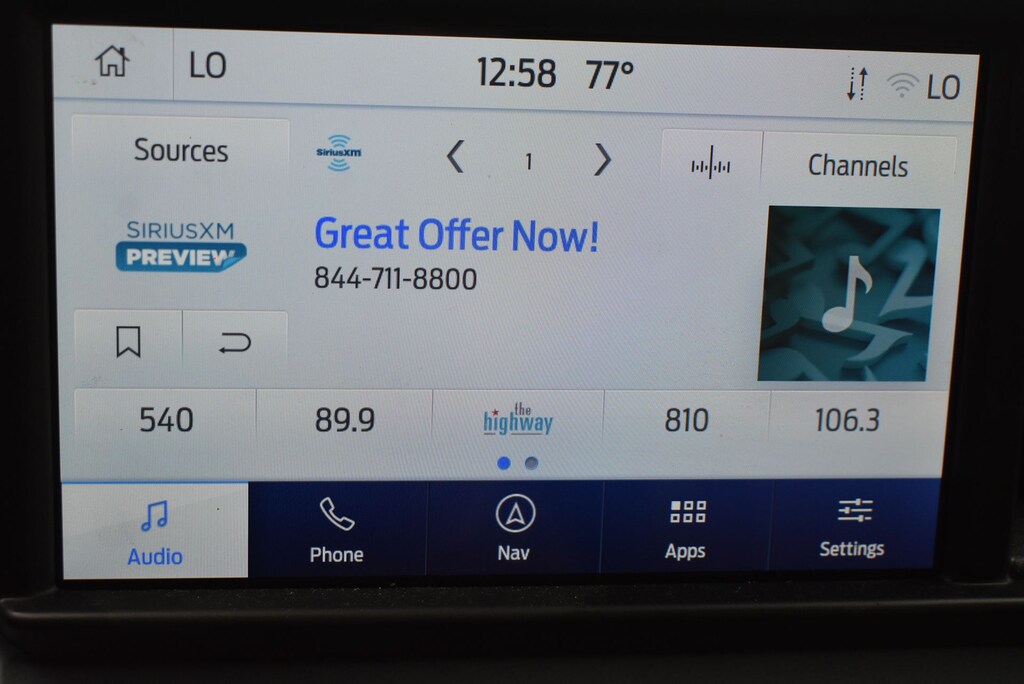 LO
12:58 77°
LO
Sources
SiriusXM
1
Channels
SIRIUSXM
PREVIEW
Great Offer Now!
844-711-8800
540
89.9
the
highway
810
106.3
Audio
Phone
Nav
Apps
Settings